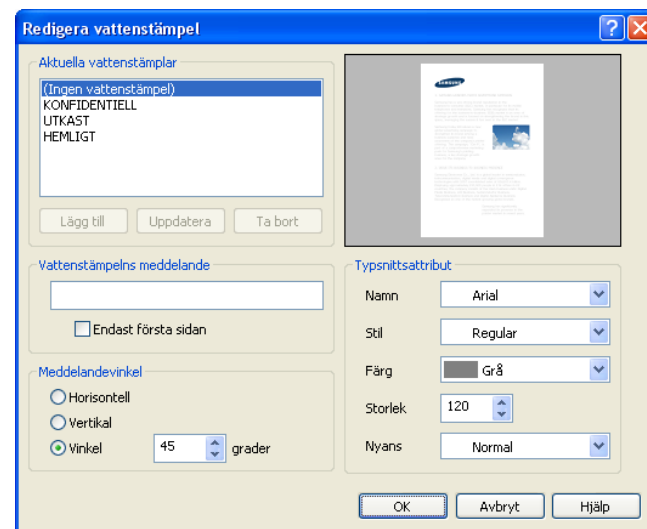 Redigera vattenstämpel
Aktuella vattenstämplar
(Ingen vattenstämpel)
KONFIDENTIELL
UTKAST
HEMLIGT
Lägg till Uppdatera Ta bort
SAMSUNG
Vattenstämpelns meddelande
Endast första sidan
Meddelandevinkel
Horisontell
Vertikal
Vinkel 45 grader
Typsnittsattribut
Namn Arial
Stil Regular
Färg Grå
Storlek 120
Nyans Normal
OK Avbryt Hjälp